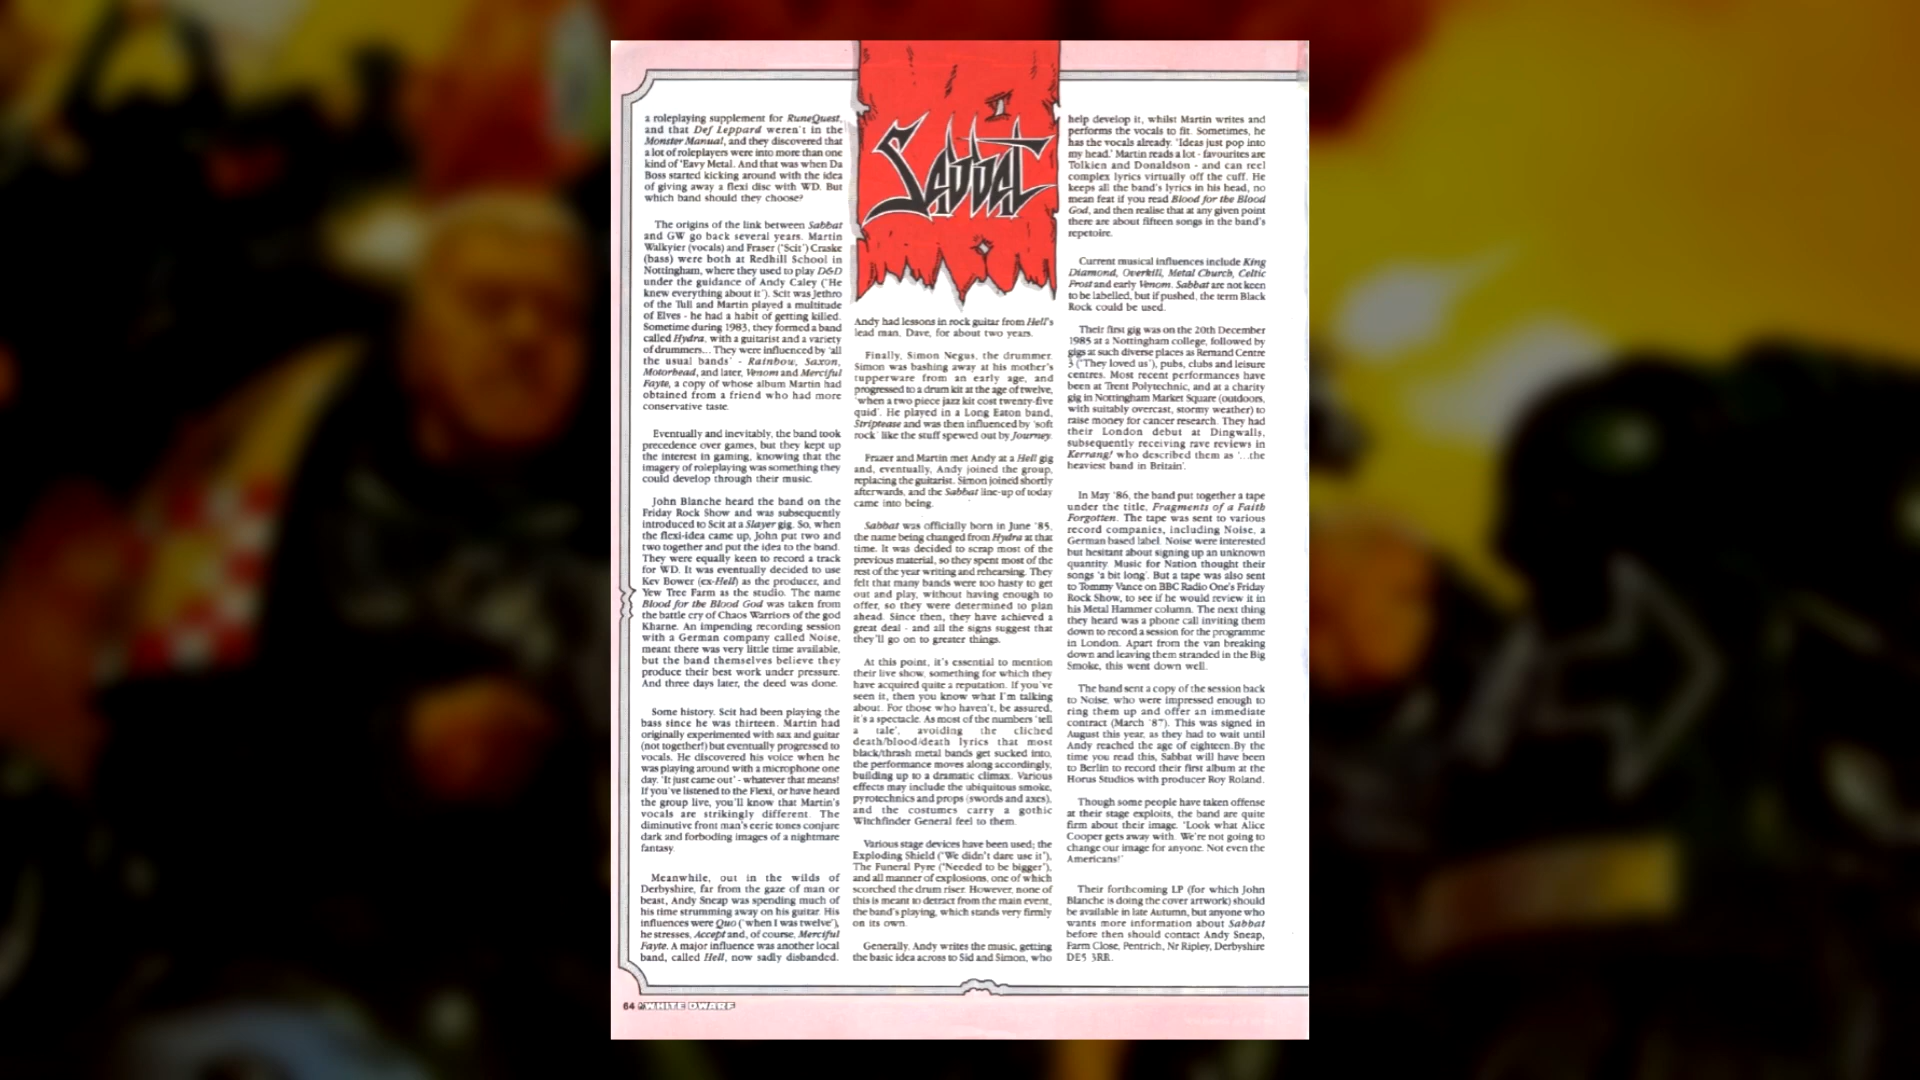 a roleplaying supplement for RuneQuest,
and that Def Leppard weren't in the
Monster Manual, and they discovered that
a lot of roleplayers were into more than one
kind of 'Eavy Metal. And that was when Da
Boss started kicking around with the idea
of giving away a flexi disc with WD. But
which band should they choose?
The origins of the link between Sabbat
and GW go back several years. Martin
Walkyier (vocals) and Fraser ('Scit') Craske
(bass) were both at Redhill School in
Nottingham, where they used to play D&D
under the guidance of Andy Caley ('He
knew everything about it'). Scit was Jethro
of the Tull and Martin played a multitude
of Elves - he had a habit of getting killed.
Sometime during 1983, they formed a band
called Hydra, with a guitarist and a variety
of drummers... They were influenced by 'all
the usual bands' - Rainbow, Saxon,
Motorhead, and later, Venom and Merciful
Fayte, a copy of whose album Martin had
obtained from a friend who had more
conservative taste.
Eventually and inevitably, the band took
precedence over games, but they kept up
the interest in gaming, knowing that the
imagery of roleplaying was something they
could develop through their music.
John Blanche heard the band on the
Friday Rock Show and was subsequently
introduced to Scit at a Slayer gig. So, when
the flexi-idea came up, John put two and
two together and put the idea to the band.
They were equally keen to record a track
for WD. It was eventually decided to use
Kev Bower (ex-Hell) as the producer, and
Yew Tree Farm as the studio. The name
Blood for the Blood God was taken from
the battle cry of Chaos Warriors of the god
Kharne. An impending recording session
with a German company called Noise,
meant there was very little time available,
but the band themselves believe they
produce their best work under pressure.
And three days later, the deed was done.
Some history. Scit had been playing the
bass since he was thirteen. Martin had
originally experimented with sax and guitar
(not together!) but eventually progressed to
vocals. He discovered his voice when he
was playing around with a microphone one
day. 'It just came out' - whatever that means!
If you've listened to the Flexi, or have heard
the group live, you'll know that Martin's
vocals are strikingly different. The
diminutive front man's eerie tones conjure
dark and forboding images of a nightmare
fantasy.
Meanwhile, out in the wilds of
Derbyshire, far from the gaze of man or
beast, Andy Sneap was spending much of
his time strumming away on his guitar. His
influences were Quo ('when I was twelve'),
he stresses, Accept and, of course, Merciful
Fayte. A major influence was another local
band, called Hell, now sadly disbanded.
Sabbat
Andy had lessons in rock guitar from Hell's
lead man, Dave, for about two years.
Finally, Simon Negus, the drummer.
Simon was bashing away at his mother's
tupperware from an early age, and
progressed to a drum kit at the age of twelve,
'when a two piece jazz kit cost twenty-five
quid'. He played in a Long Eaton band,
Striptease and was then influenced by 'soft
rock' like the stuff spewed out by Journey.
Frazer and Martin met Andy at a Hell gig
and, eventually, Andy joined the group,
replacing the guitarist. Simon joined shortly
afterwards, and the Sabbat line-up of today
came into being.
Sabbat was officially born in June '85,
the name being changed from Hydra at that
time. It was decided to scrap most of the
previous material, so they spent most of the
rest of the year writing and rehearsing. They
felt that many bands were too hasty to get
out and play, without having enough to
offer, so they were determined to plan
ahead. Since then, they have achieved a
great deal - and all the signs suggest that
they'll go on to greater things.
At this point, it's essential to mention
their live show, something for which they
have acquired quite a reputation. If you've
seen it, then you know what I'm talking
about. For those who haven't, be assured,
it's a spectacle. As most of the numbers 'tell
a tale', avoiding the cliched
death/blood/death lyrics that most
black/thrash metal bands get sucked into,
the performance moves along accordingly,
building up to a dramatic climax. Various
effects may include the ubiquitous smoke,
pyrotechnics and props (swords and axes),
and the costumes carry a gothic
Witchfinder General feel to them.
Various stage devices have been used; the
Exploding Shield ('We didn't dare use it'),
The Funeral Pyre ('Needed to be bigger'),
and all manner of explosions, one of which
scorched the drum riser. However, none of
this is meant to detract from the main event,
the band's playing, which stands very firmly
on its own.
Generally, Andy writes the music, getting
the basic idea across to Sid and Simon, who
help develop it, whilst Martin writes and
performs the vocals to fit. Sometimes, he
has the vocals already. 'Ideas just pop into
my head.' Martin reads a lot - favourites are
Tolkien and Donaldson - and can reel
complex lyrics virtually off the cuff. He
keeps all the band's lyrics in his head, no
mean feat if you read Blood for the Blood
God, and then realise that at any given point
there are about fifteen songs in the band's
repetoire.
Current musical influences include King
Diamond, Overkill, Metal Church, Celtic
Frost and early Venom. Sabbat are not keen
to be labelled, but if pushed, the term Black
Rock could be used.
Their first gig was on the 20th December
1985 at a Nottingham college, followed by
gigs at such diverse places as Remand Centre
3 ('They loved us'), pubs, clubs and leisure
centres. Most recent performances have
been at Trent Polytechnic, and at a charity
gig in Nottingham Market Square (outdoors,
with suitably overcast, stormy weather) to
raise money for cancer research. They had
their London debut at Dingwalls,
subsequently receiving rave reviews in
Kerrang! who described them as '...the
heaviest band in Britain'.
In May '86, the band put together a tape
under the title, Fragments of a Faith
Forgotten. The tape was sent to various
record companies, including Noise, a
German based label. Noise were interested
but hesitant about signing up an unknown
quantity. Music for Nation thought their
songs 'a bit long'. But a tape was also sent
to Tommy Vance on BBC Radio One's Friday
Rock Show, to see if he would review it in
his Metal Hammer column. The next thing
they heard was a phone call inviting them
down to record a session for the programme
in London. Apart from the van breaking
down and leaving them stranded in the Big
Smoke, this went down well.
The band sent a copy of the session back
to Noise, who were impressed enough to
ring them up and offer an immediate
contract (March '87). This was signed in
August this year, as they had to wait until
Andy reached the age of eighteen.By the
time you read this, Sabbat will have been
to Berlin to record their first album at the
Horus Studios with producer Roy Roland.
Though some people have taken offense
at their stage exploits, the band are quite
firm about their image. 'Look what Alice
Cooper gets away with. We're not going to
change our image for anyone. Not even the
Americans!'
Their forthcoming LP (for which John
Blanche is doing the cover artwork) should
be available in late Autumn, but anyone who
wants more information about Sabbat
before then should contact Andy Sneap,
Farm Close, Pentrich, Nr Ripley, Derbyshire
DE5 3RR.
64 WHITE DWARF